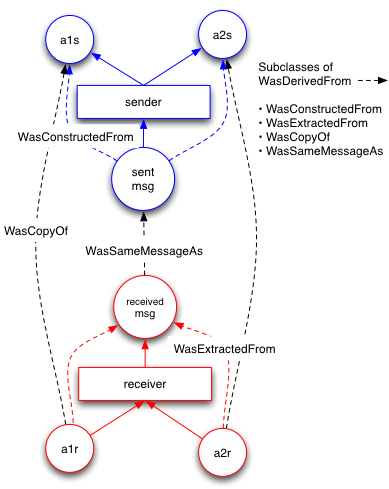 a1s
a2s
Subclasses of
WasDerivedFrom
• WasConstructedFrom
• WasExtractedFrom
• WasCopyOf
• WasSameMessageAs
sender
WasConstructedFrom
sent
msg
WasCopyOf
WasSameMessageAs
received
msg
WasExtractedFrom
receiver
a1r
a2r